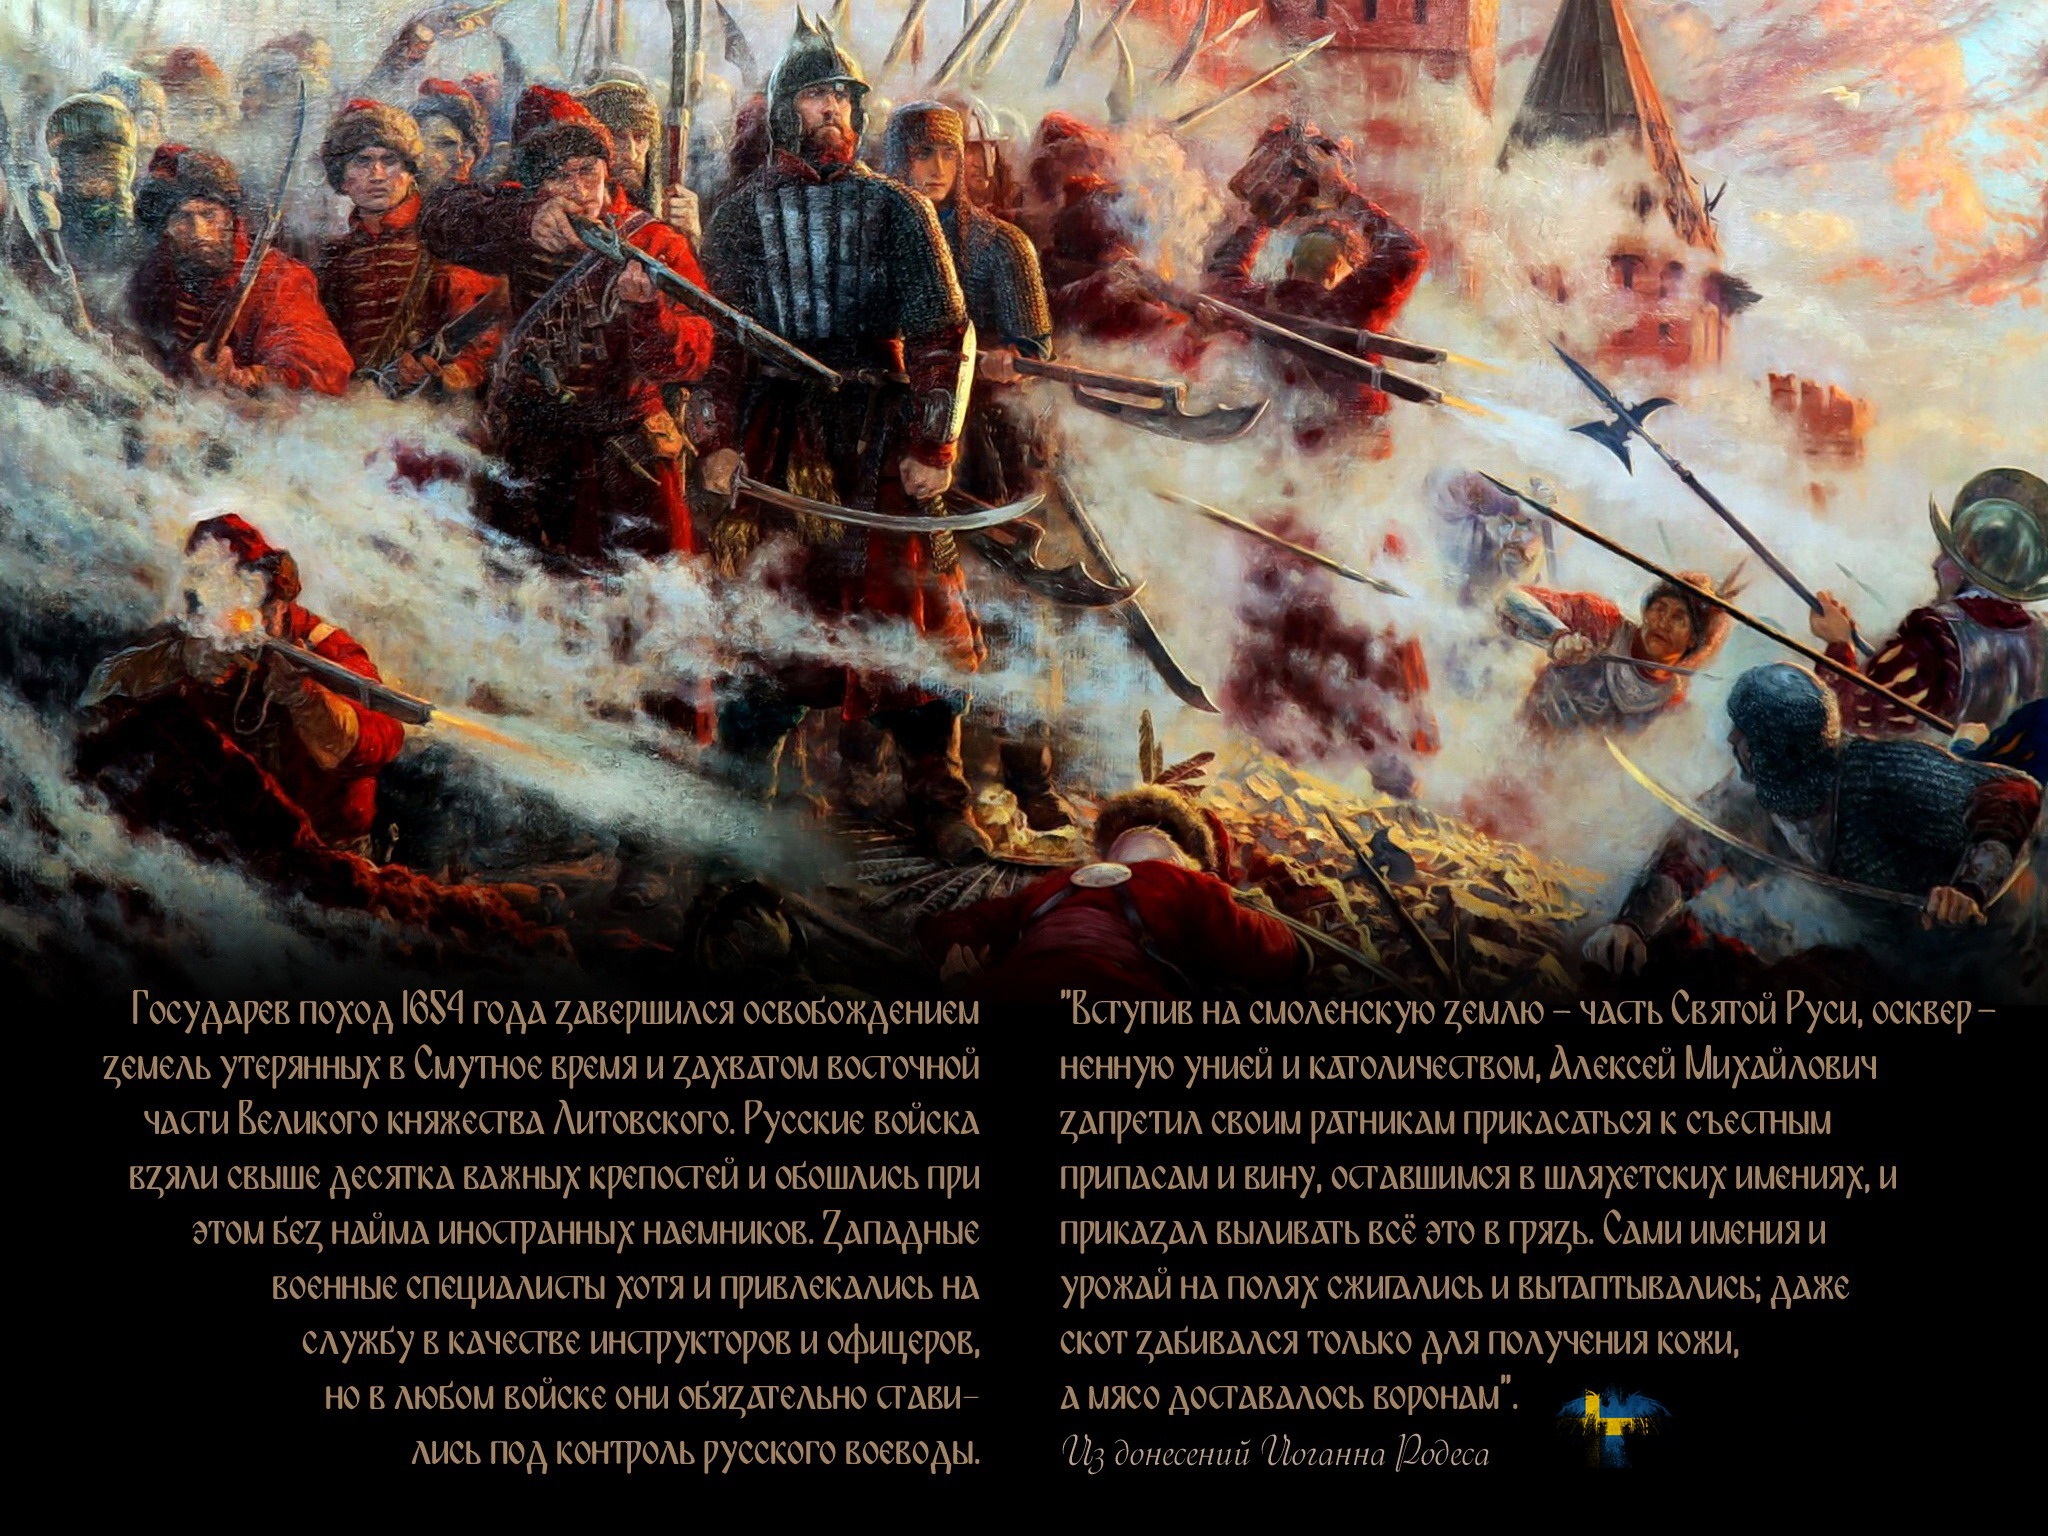 Государев поход 1654 года завершился освобождением
земель утерянных в Смутное время и захватом восточной
части Великого княжества Литовского. Русские войска
взяли свыше десятка важных крепостей и обошлись при
этом без найма иностранных наемников. Западные
военные специалисты хотя и привлекались на
службу в качестве инструкторов и офицеров,
но в любом войске они обязательно стави-
лись под контроль русского воеводы.
"Вступив на смоленскую землю – часть Святой Руси, осквер-
ненную унией и католичеством, Алексей Михайлович
запретил своим ратникам прикасаться к съестным
припасам и вину, оставшимся в шляхетских имениях, и
приказал выливать всё это в грязь. Сами имения и
урожай на полях сжигались и вытаптывались; даже
скот забивался только для получения кожи,
а мясо доставалось воронам".
Из донесений Иоганна Родеса